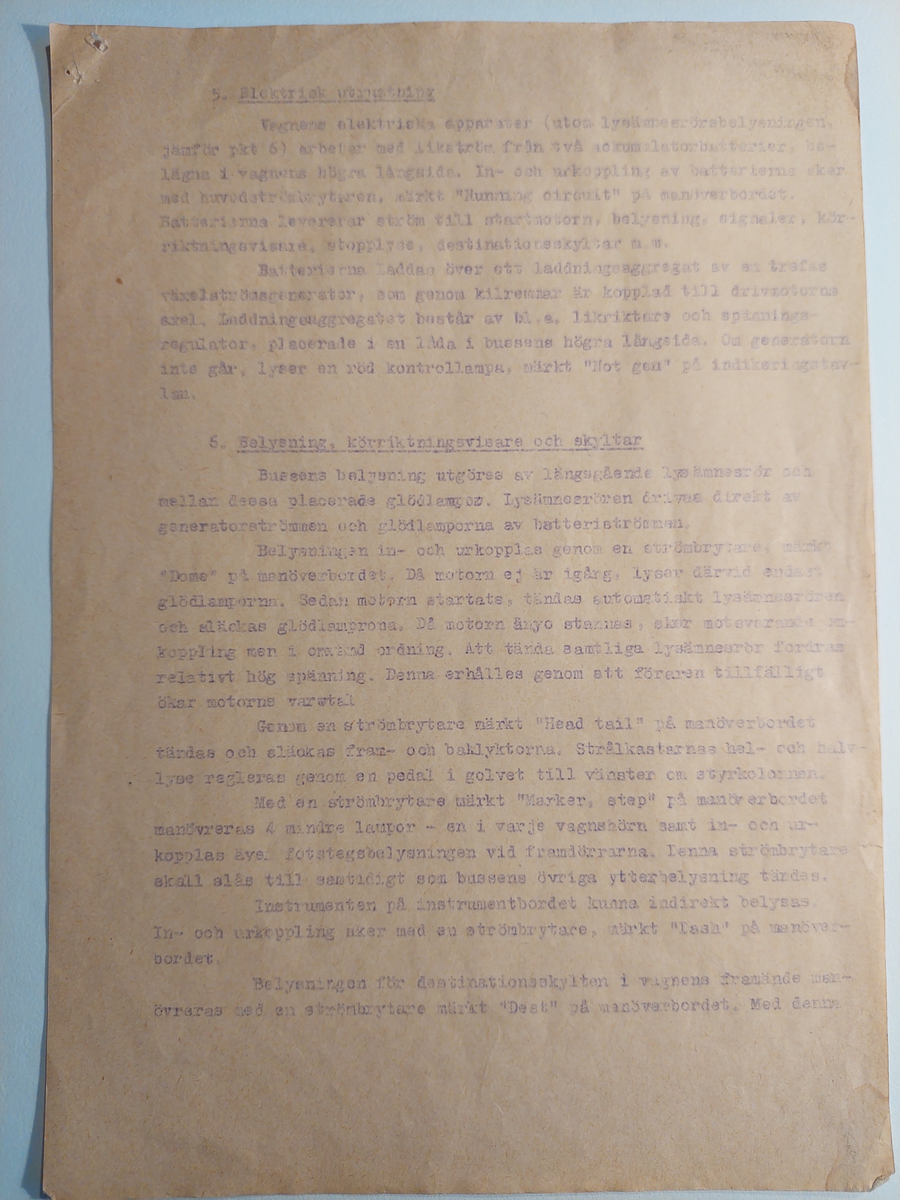 5. Elektrisk utrustning
Vagnens elektriska apparater (utom lysämnesrörsbelysningen,
jämför pkt 6) arbetar med likström från två ackumulatorbatterier, be-
lägna i vagnens högra långsida. In- och urkoppling av batterierna sker
med huvudströmbrytaren, märkt "Running circuit" på manöverbordet.
Batterierna levererar ström till startmotorn, belysning, signaler, kör-
riktningsvisare, stopplyse, destinationsskyltar m.m.
Batterierna laddas över ett laddningsaggregat av en trefas
växelströmsgenerator, som genom kilremmar är kopplad till drivmotorns
axel. Laddningsaggregatet består av bl.a. likriktare och spännings-
regulator, placerade i en låda i bussens högra långsida. Om generatorn
inte går, lyser en röd kontrollampa, märkt "Not gen" på indikeringstav-
lan.
6. Belysning, körriktningsvisare och skyltar
Bussens belysning utgöres av längsgående lysämnesrör och
mellan dessa placerade glödlampor. Lysämnesrören drivas direkt av
generatorströmmen och glödlamporna av batteriströmmen.
Belysningen in- och urkopplas genom en strömbrytare, märkt
"Dome" på manöverbordet. Då motorn ej är igång, lyser därvid endast
glödlamporna. Sedan motorn startats, tändas automatiskt lysämnesrören
och släckas glödlamprona. Då motorn ånyo stannas, sker motsvarande om-
koppling men i omvänd ordning. Att tända samtliga lysämnesrör fordras
relativt hög spänning. Denna erhålles genom att föraren tillfälligt
ökar motorns varvtal
Genom en strömbrytare märkt "Head tail" på manöverbordet
tändas och släckas fram- och baklyktorna. Strålkastarnas hel- och halv-
lyse regleras genom en pedal i golvet till vänster om styrkolonnen.
Med en strömbrytare märkt "Marker, step" på manöverbordet
manövreras 4 mindre lampor - en i varje vagnshörn samt in- och ur-
kopplas även fotstegsbelysningen vid framdörrarna. Denna strömbrytare
skall slås till samtidigt som bussens övriga ytterbelysning tändes.
Instrumenten på instrumentbordet kunna indirekt belysas.
In- och urkoppling sker med en strömbrytare, märkt "Dash" på manöver-
bordet.
Belysningen för destinationsskylten i vagnens framände man-
övreras med en strömbrytare märkt "Dest" på manöverbordet. Med denna